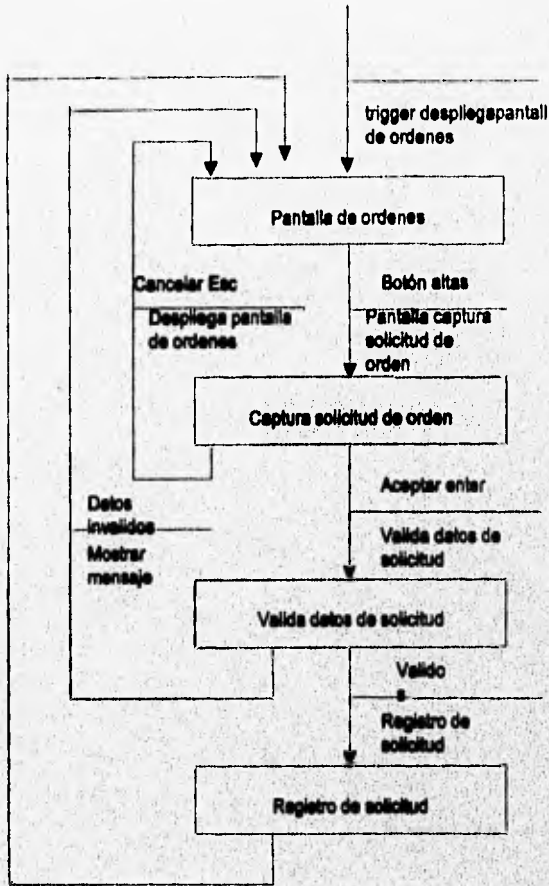 trigger despliegapantall
de ordenes
Pantalla de ordenes
Cancelar Esc
Despliega pantalla
de ordenes
Botón altas
Pantalla captura
solicitud de
orden
Captura solicitud de orden
Aceptar enter
Valida datos de
solicitud
Datos
invalidos
Mostrar
mensaje
Valida datos de solicitud
Valido
s
Registro de
solicitud
Registro de solicitud